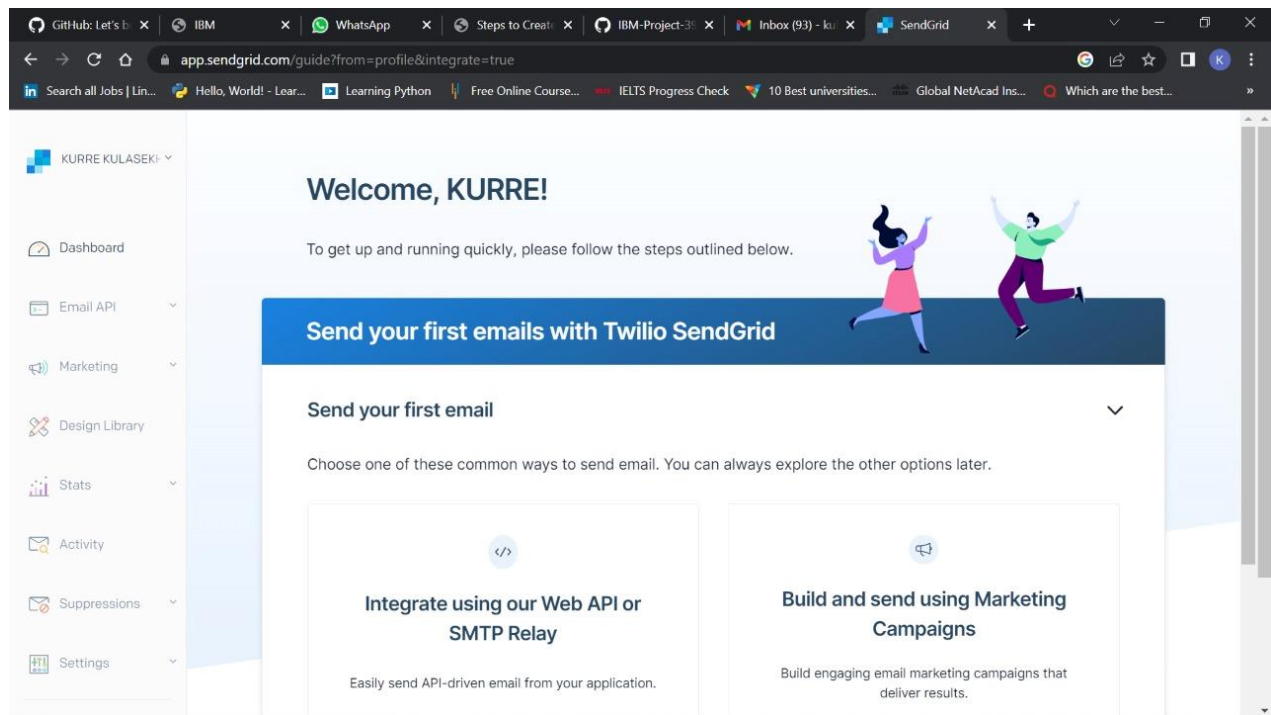 GitHub: Let's b
IBM
WhatsApp
Steps to Create
IBM-Project-39
Inbox (93) - kul
SendGrid
app.sendgrid.com/guide?from=profile&integrate=true
K
Search all Jobs | Lin...
Hello, World! - Lear...
Learning Python
Free Online Course...
IELTS Progress Check
10 Best universities...
Global NetAcad Ins...
Which are the best...
KURRE KULASEKH
Dashboard
Email API
Marketing
Design Library
Stats
Activity
Suppressions
Settings
Welcome, KURRE!
To get up and running quickly, please follow the steps outlined below.
Send your first emails with Twilio SendGrid
Send your first email
Choose one of these common ways to send email. You can always explore the other options later.
Integrate using our Web API or
SMTP Relay
Easily send API-driven email from your application.
Build and send using Marketing
Campaigns
Build engaging email marketing campaigns that
deliver results.